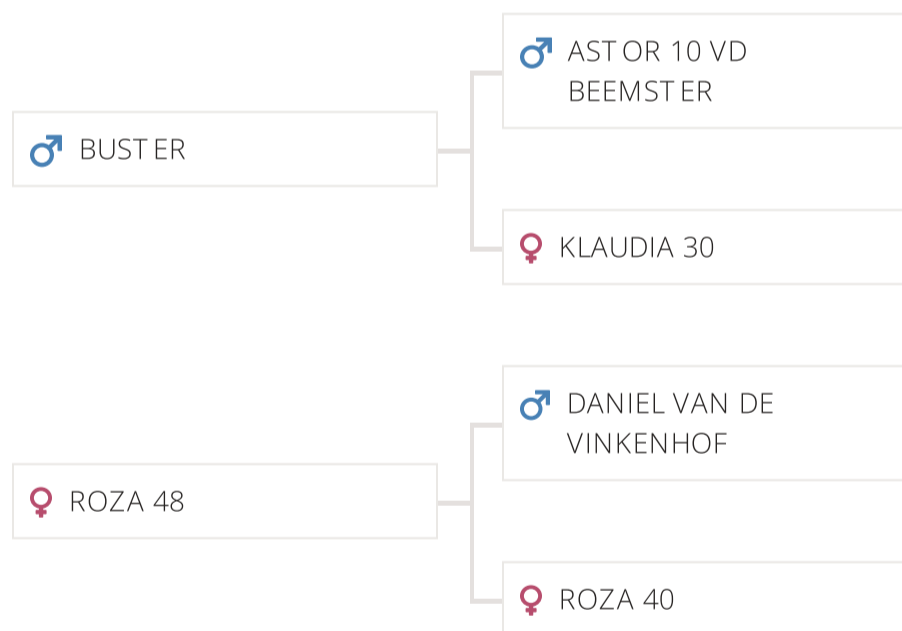 ASTOR 10 VD
BEEMSTER
BUSTER
KLAUDIA 30
DANIEL VAN DE
VINKENHOF
ROZA 48
ROZA 40